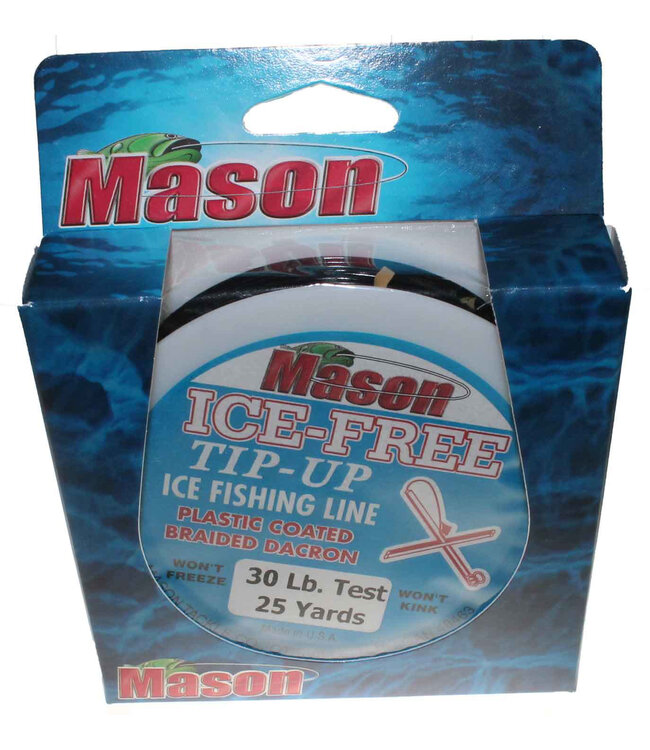 Mason
Mason
Mason
ICE-FREE
TIP-UP
ICE FISHING LINE
PLASTIC COATED
BRAIDED DACRON
WON'T
FREEZE
30 Lb. Test
25 Yards
WON'T
KINK
Made in U.S.A.
Mason